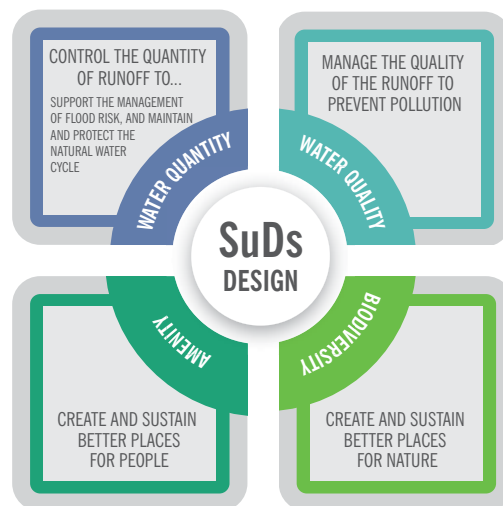 CONTROL THE QUANTITY
OF RUNOFF TO...
SUPPORT THE MANAGEMENT
OF FLOOD RISK, AND MAINTAIN
AND PROTECT THE
NATURAL WATER
CYCLE
WATER QUANTITY
MANAGE THE QUALITY
OF THE RUNOFF TO
PREVENT POLLUTION
WATER QUALITY
SuDs
DESIGN
AMENITY
CREATE AND SUSTAIN
BETTER PLACES
FOR PEOPLE
BIODIVERSITY
CREATE AND SUSTAIN
BETTER PLACES
FOR NATURE